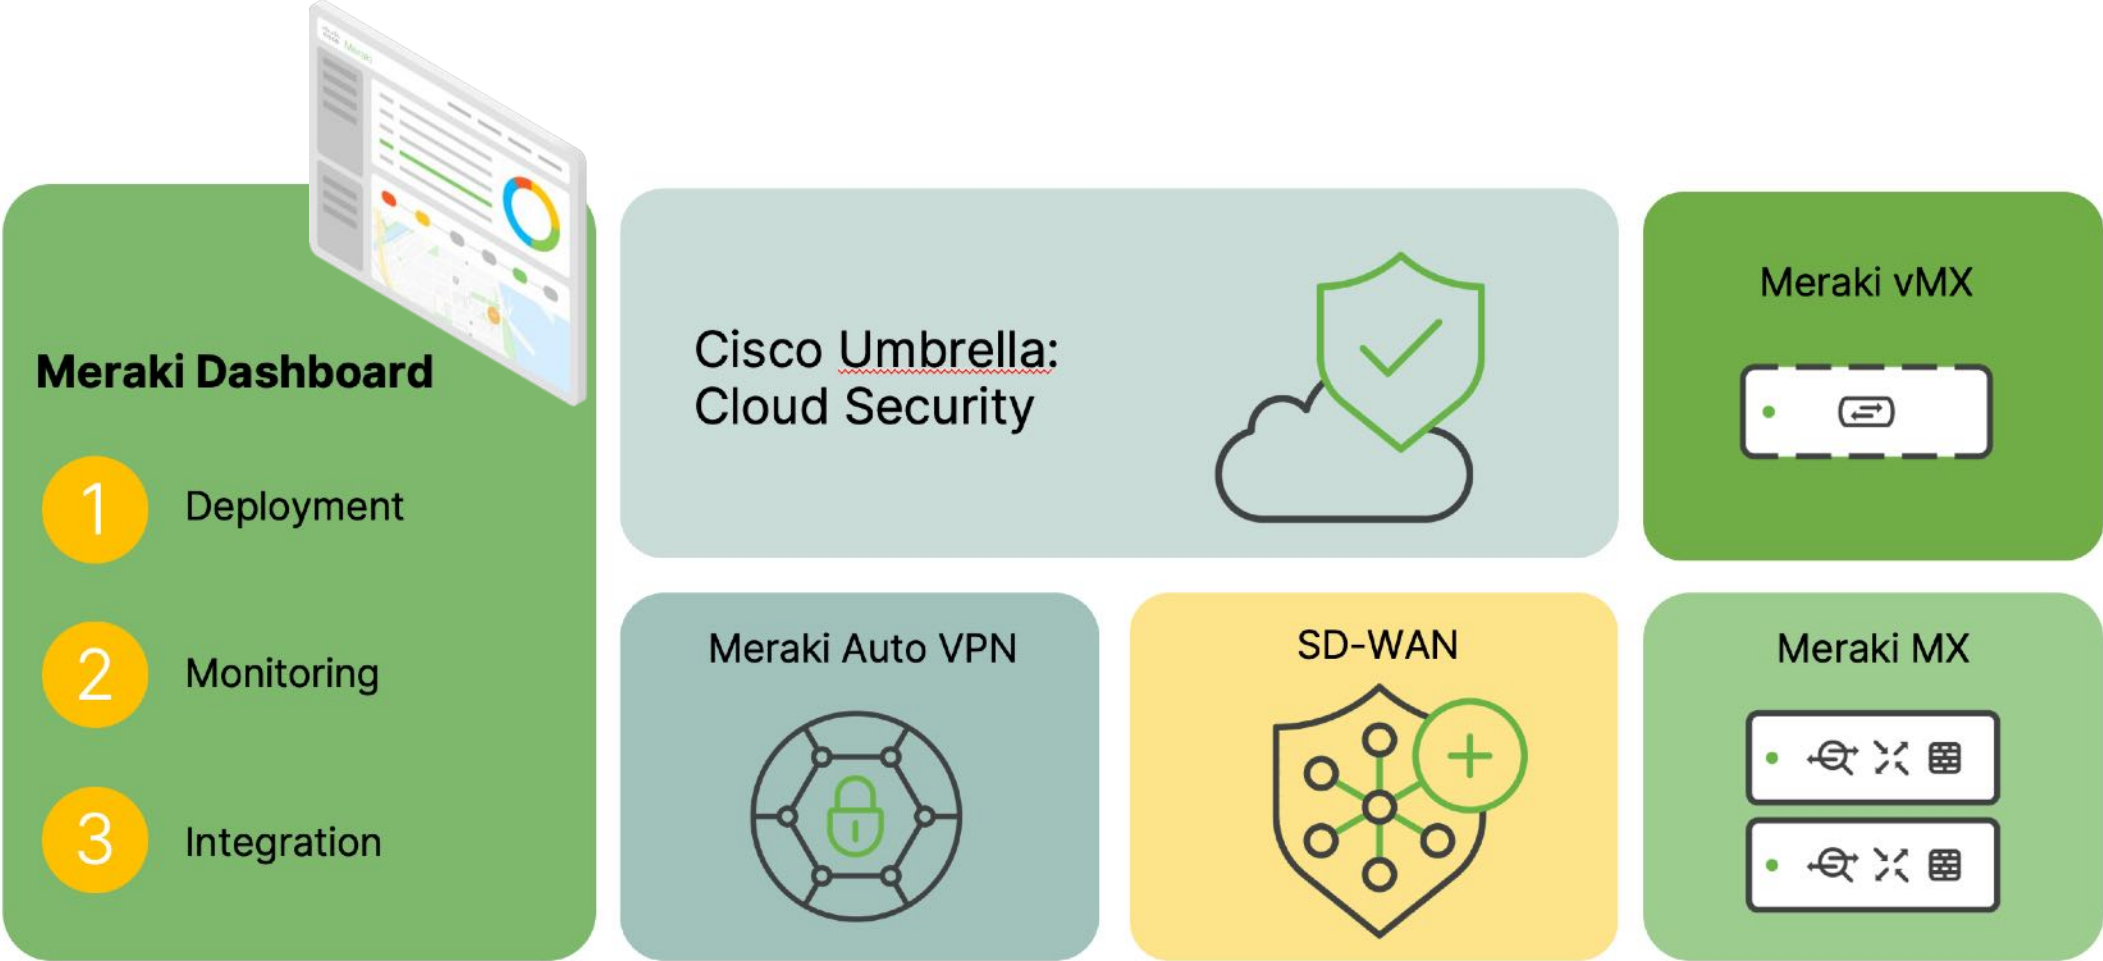 Meraki
Meraki Dashboard
1
Deployment
2
Monitoring
3
Integration
Cisco Umbrella:
Cloud Security
Meraki vMX
Meraki Auto VPN
SD-WAN
Meraki MX